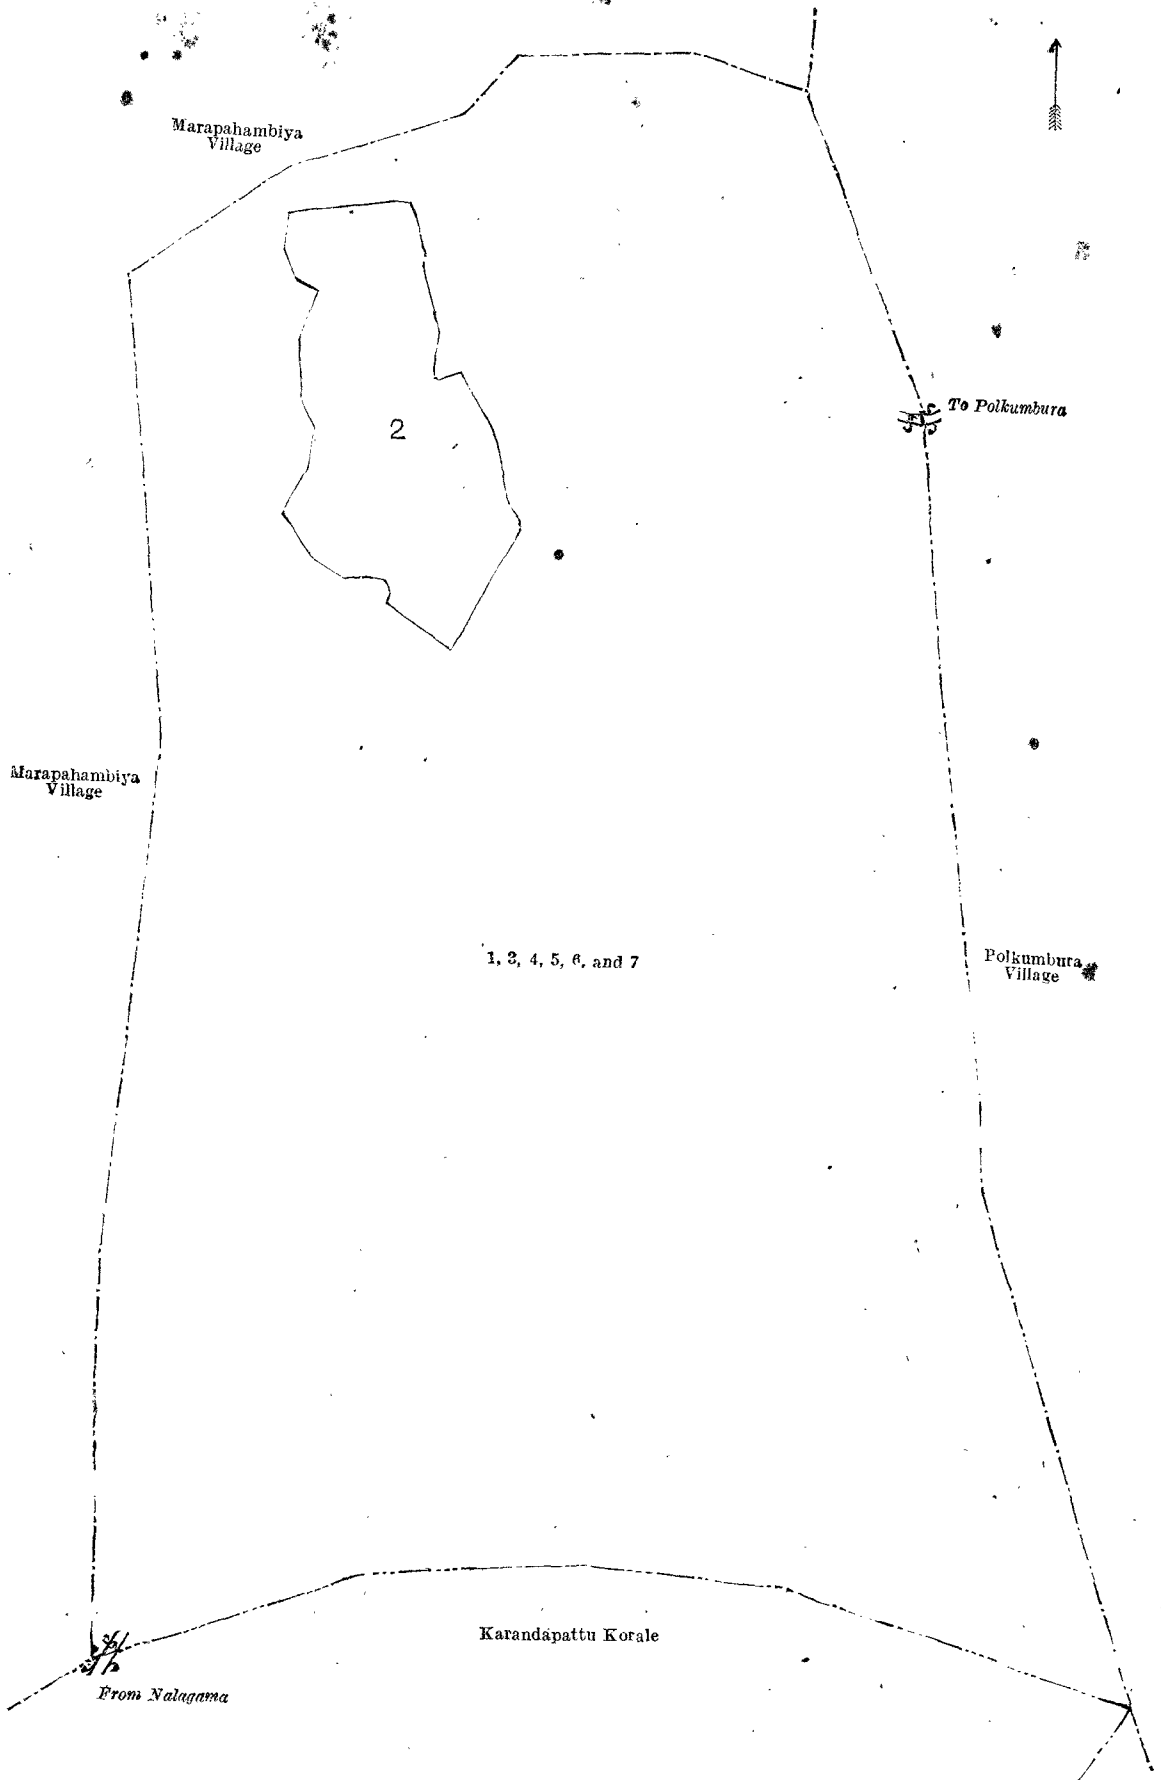 Marapahambiya
Village
To Polkumbura
2
Marapahambiya
Village
1, 3, 4, 5, 6, and 7
Polkumbura
Village
Karandapattu Korale
From Nalagama